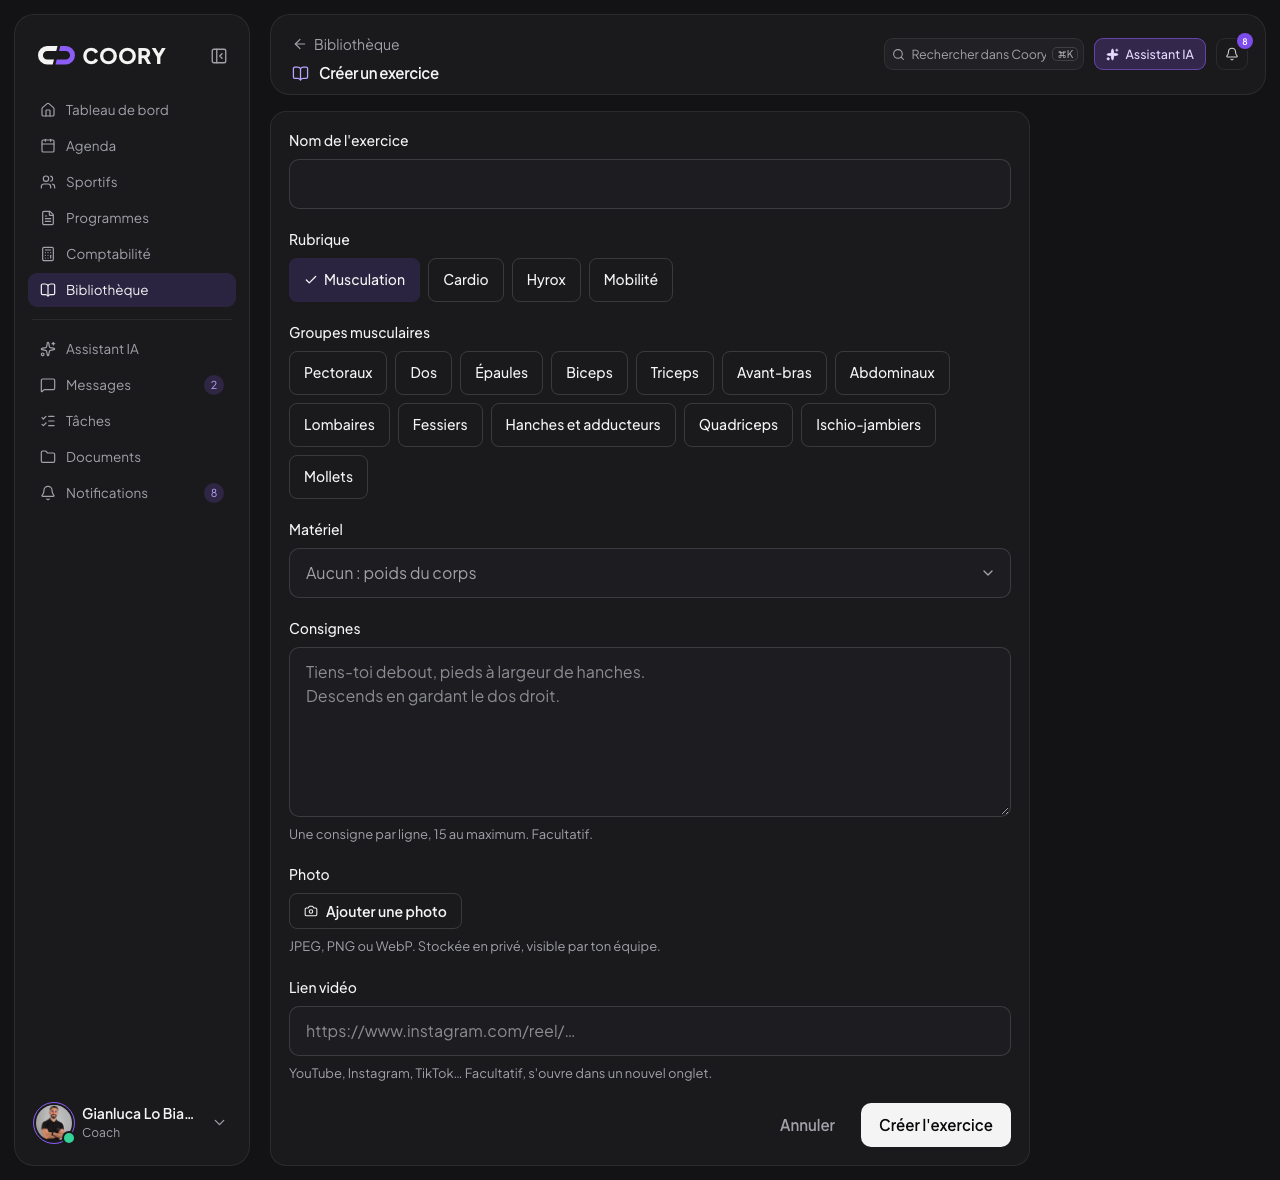 COORY
Tableau de bord
Agenda
Sportifs
Programmes
Comptabilité
Bibliothèque
Assistant IA
Messages 2
Tâches
Documents
Notifications 8
Gianluca Lo Bia...
Coach
Bibliothèque
Créer un exercice
Rechercher dans Coory ⌘K
Assistant IA
8
Nom de l'exercice
Rubrique
Musculation Cardio Hyrox Mobilité
Groupes musculaires
Pectoraux Dos Épaules Biceps Triceps Avant-bras Abdominaux
Lombaires Fessiers Hanches et adducteurs Quadriceps Ischio-jambiers
Mollets
Matériel
Aucun : poids du corps
Consignes
Tiens-toi debout, pieds à largeur de hanches.
Descends en gardant le dos droit.
Une consigne par ligne, 15 au maximum. Facultatif.
Photo
Ajouter une photo
JPEG, PNG ou WebP. Stockée en privé, visible par ton équipe.
Lien vidéo
https://www.instagram.com/reel/...
YouTube, Instagram, TikTok... Facultatif, s'ouvre dans un nouvel onglet.
Annuler Créer l'exercice